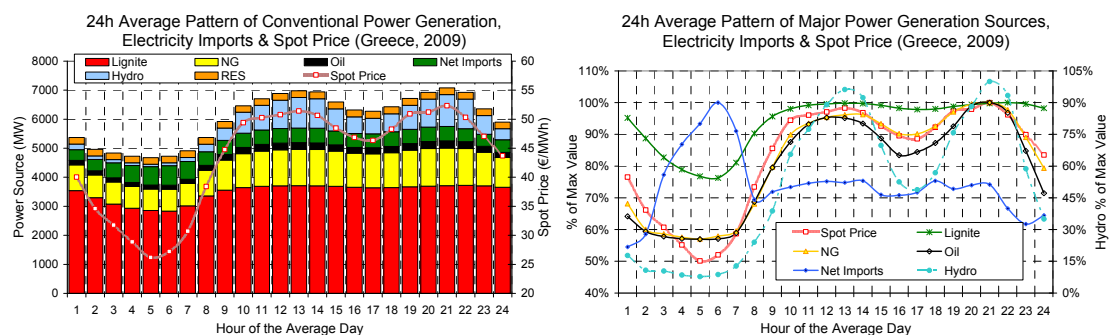 24h Average Pattern of Conventional Power Generation,
Electricity Imports & Spot Price (Greece, 2009)
8000
7000
6000
5000
4000
3000
2000
1000
0
Power Source (MW)
Lignite NG Oil Net Imports
Hydro RES Spot Price
60
55
50
45
40
35
30
25
20
Spot Price (€/MWh)
1 2 3 4 5 6 7 8 9 10 11 12 13 14 15 16 17 18 19 20 21 22 23 24
Hour of the Average Day
24h Average Pattern of Major Power Generation Sources,
Electricity Imports & Spot Price (Greece, 2009)
110%
100%
90%
80%
70%
60%
50%
40%
% of Max Value
Spot Price Lignite
NG Oil
Net Imports Hydro
105%
90%
75%
60%
45%
30%
15%
0%
Hydro % of Max Value
1 2 3 4 5 6 7 8 9 10 11 12 13 14 15 16 17 18 19 20 21 22 23 24
Hour of the Average Day